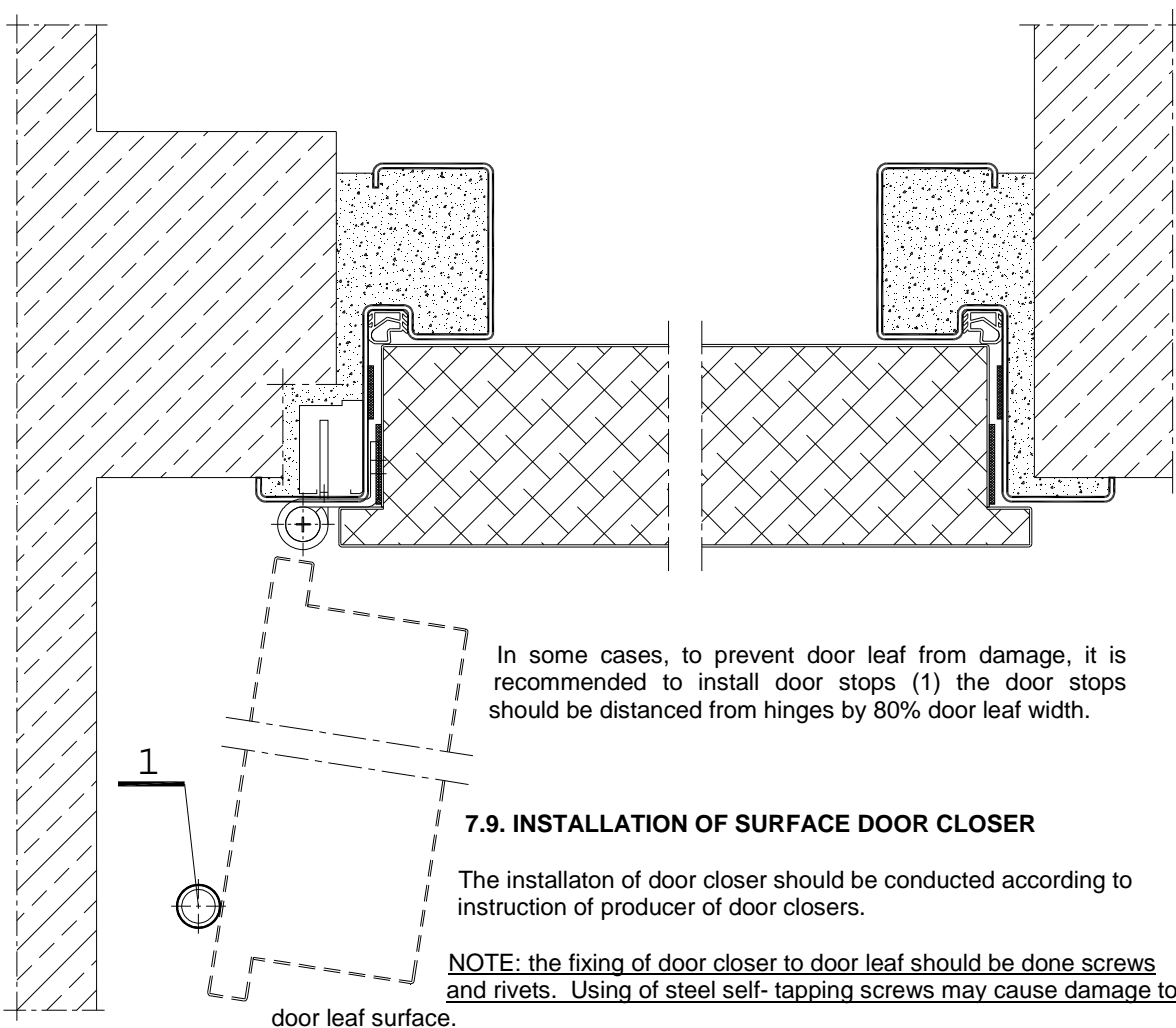 In some cases, to prevent door leaf from damage, it is
recommended to install door stops (1) the door stops
should be distanced from hinges by 80% door leaf width.
1
7.9. INSTALLATION OF SURFACE DOOR CLOSER
The installaton of door closer should be conducted according to
instruction of producer of door closers.
NOTE: the fixing of door closer to door leaf should be done screws
and rivets. Using of steel self- tapping screws may cause damage to
door leaf surface.